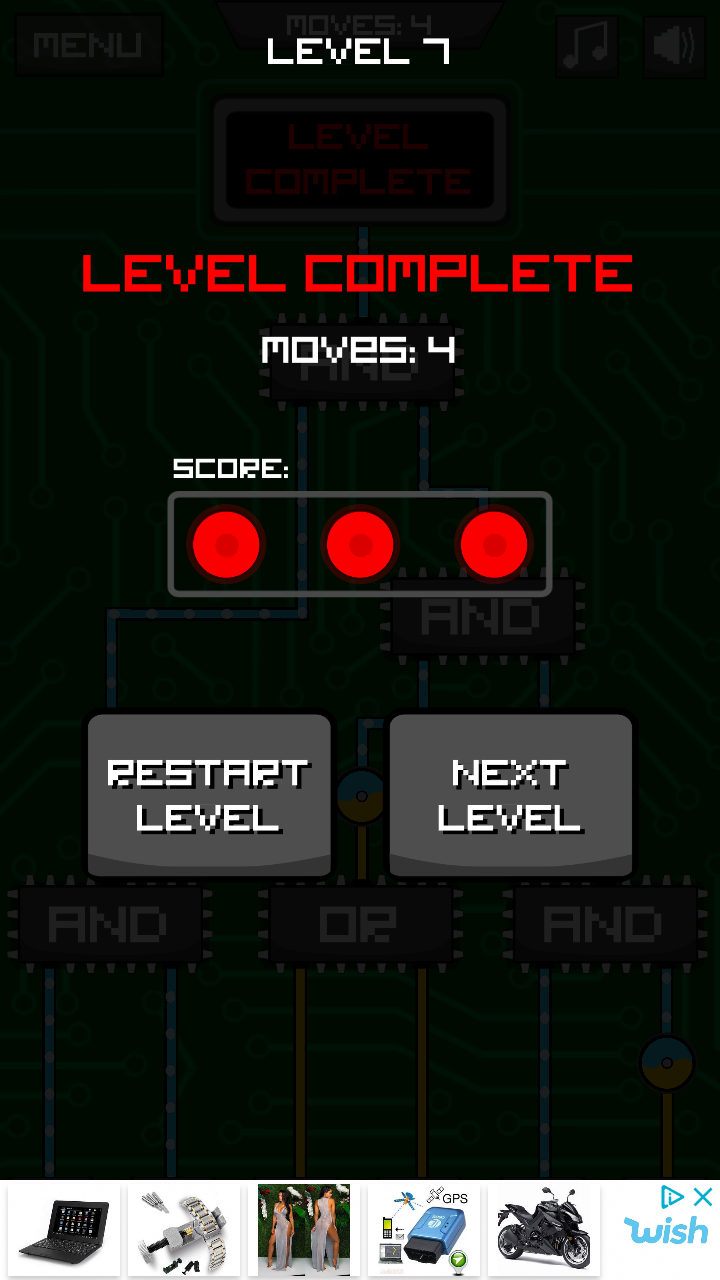 MENU
MOVES: 4
LEVEL 7
LEVEL
COMPLETE
LEVEL COMPLETE
AND
MOVES: 4
SCORE:
AND
RESTART
LEVEL
NEXT
LEVEL
AND
OR
AND
GPS
wish